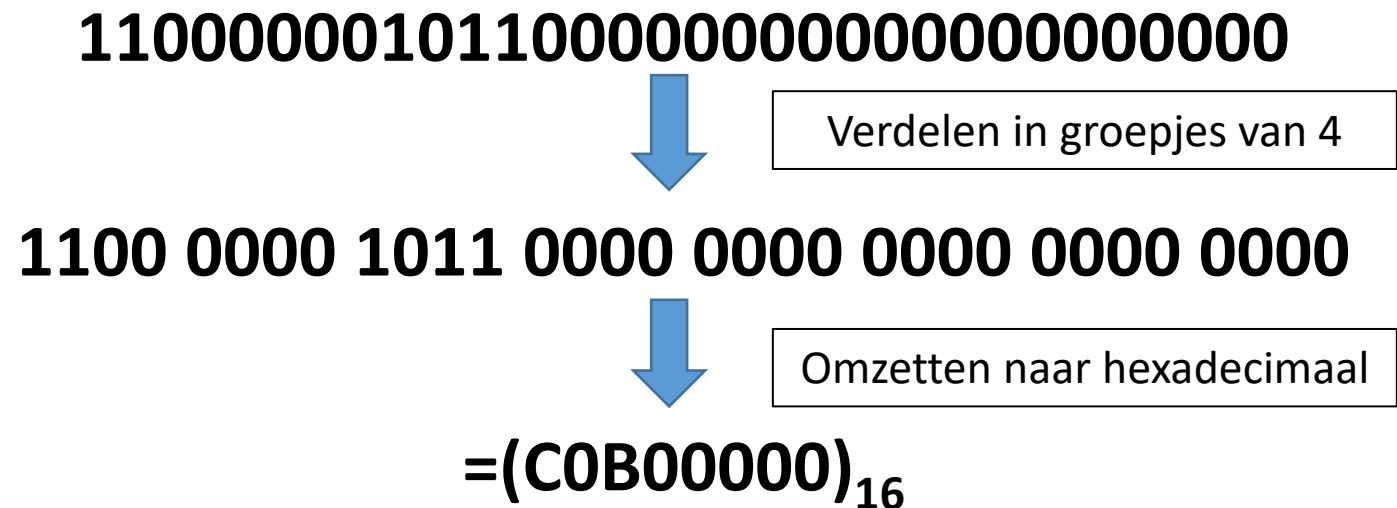 11000000101100000000000000000000
Verdelen in groepjes van 4
1100 0000 1011 0000 0000 0000 0000 0000
Omzetten naar hexadecimaal
=(C0B00000)₁₆